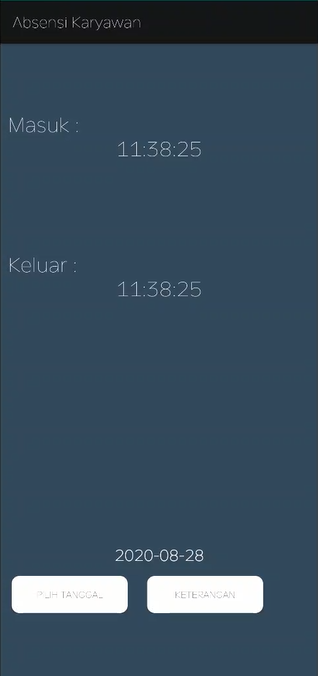 Absensi Karyawan
Masuk :
11:38:25
Keluar :
11:38:25
2020-08-28
PILIH TANGGAL
KETERANGAN